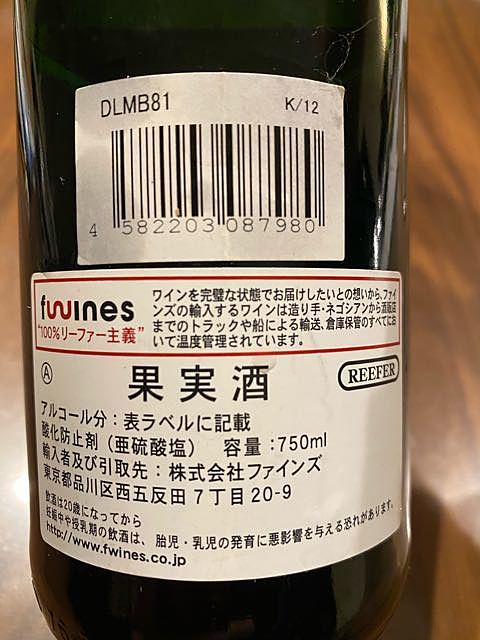 DLMB81 K/12
4 582203 087980
fwines
"100%リーファー主義"
ワインを完璧な状態でお届けしたいとの想いから、ファイ
ンズの輸入するワインは造り手・ネゴシアンから酒販店
までのトラックや船による輸送、倉庫保管のすべてにお
いて温度管理されています。
Ⓐ 果実酒 REEFER
アルコール分：表ラベルに記載
酸化防止剤（亜硫酸塩） 容量：750ml
輸入者及び引取先：株式会社ファインズ
東京都品川区西五反田7丁目20-9
飲酒は20歳になってから
妊娠中や授乳期の飲酒は、胎児・乳児の発育に悪影響を与える恐れがあります。
http://www.fwines.co.jp